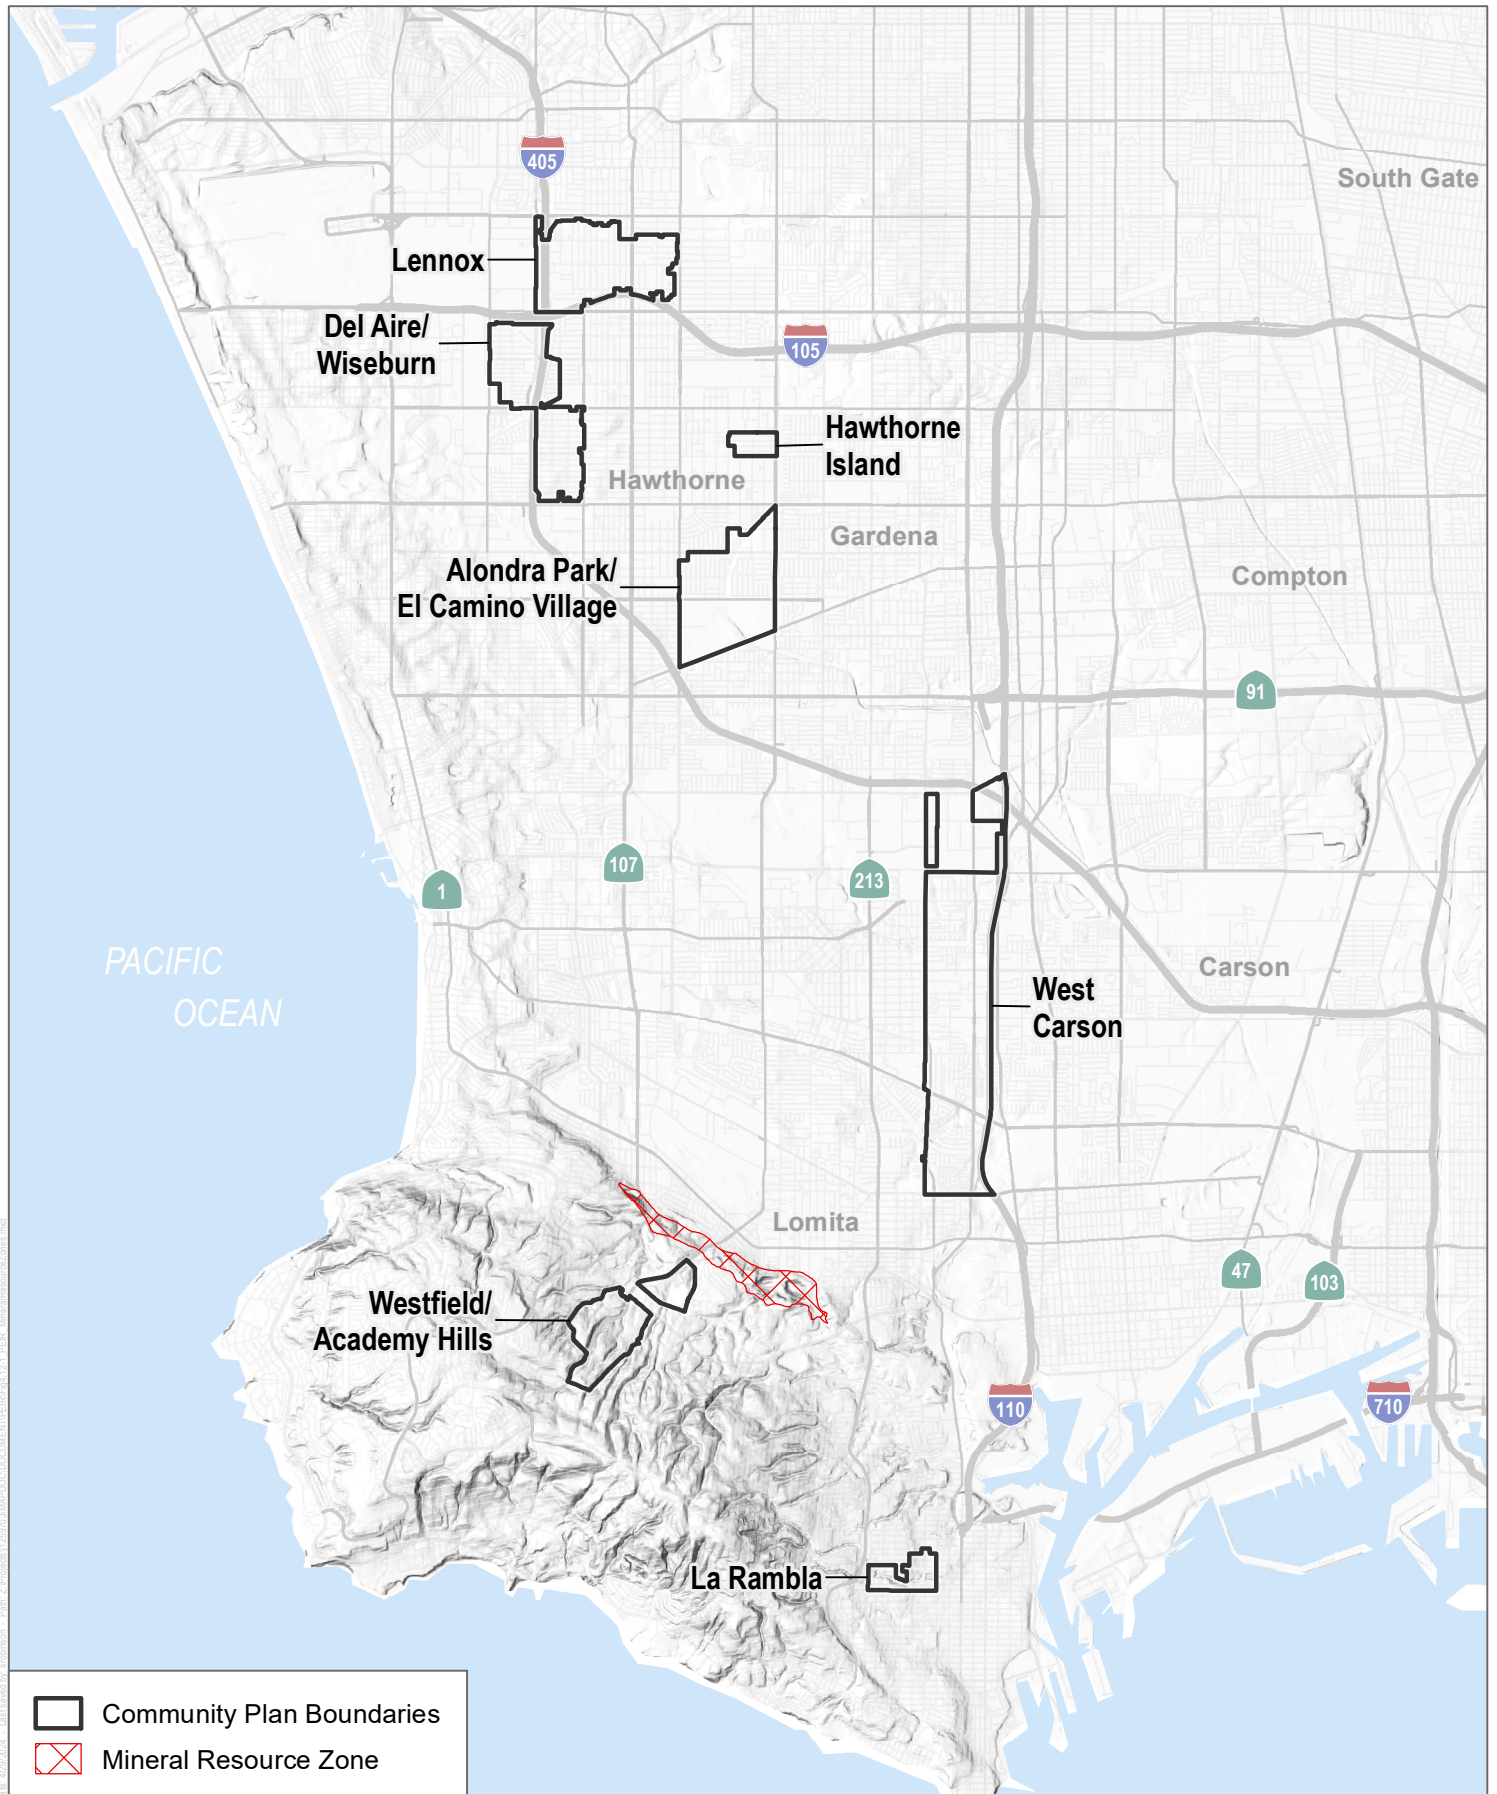 405
South Gate
Lennox
Del Aire/
Wiseburn
105
Hawthorne
Island
Hawthorne
Gardena
Alondra Park/
El Camino Village
Compton
91
107
213
1
PACIFIC
OCEAN
Carson
West
Carson
Lomita
47
103
Westfield/
Academy Hills
110
710
La Rambla
Community Plan Boundaries
Mineral Resource Zone